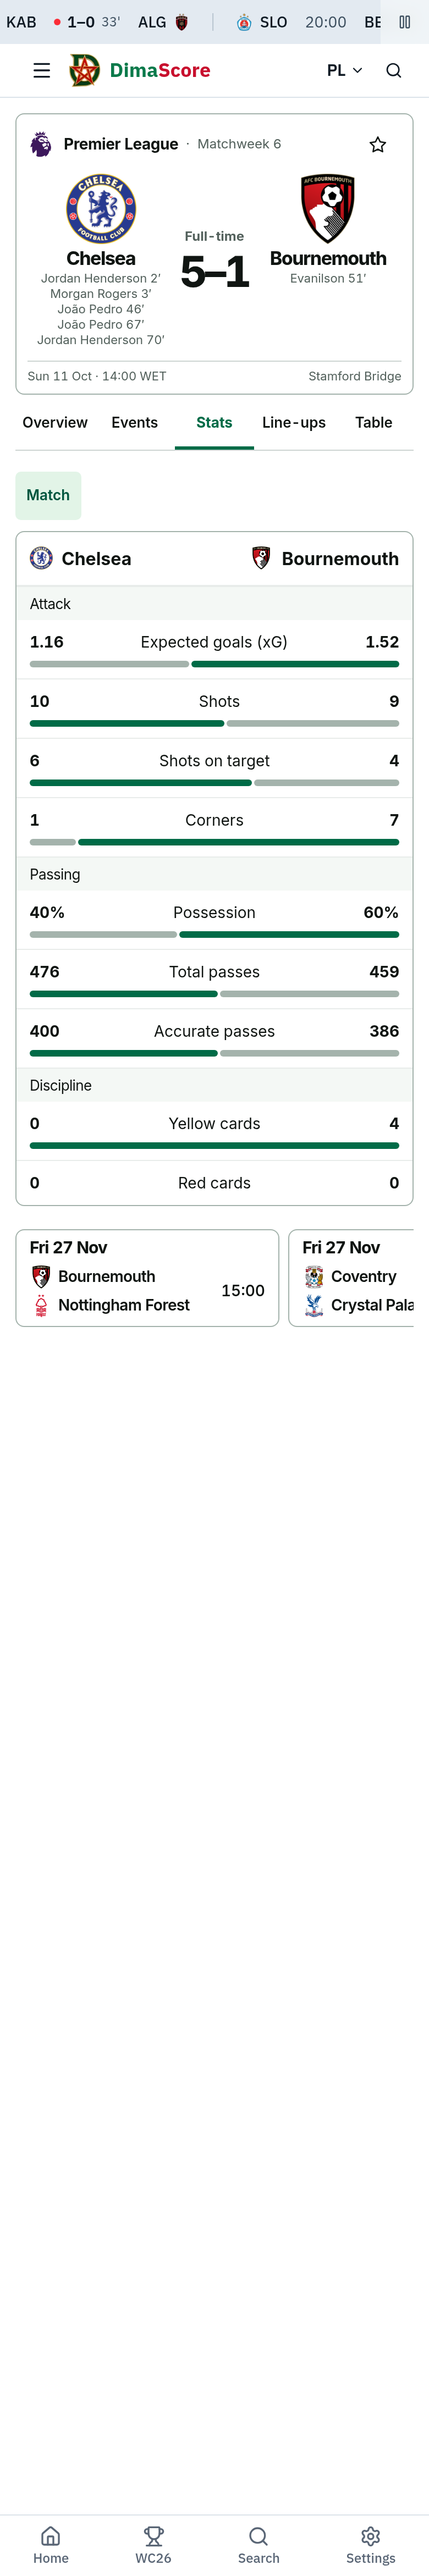 KAB 1–0 33' ALG SLO 20:00 BE
DimaScore PL
Premier League · Matchweek 6
CHELSEA FOOTBALL CLUB
AFC BOURNEMOUTH
Full-time
Chelsea 5–1 Bournemouth
Jordan Henderson 2'
Morgan Rogers 3'
João Pedro 46'
João Pedro 67'
Jordan Henderson 70'
Evanilson 51'
Sun 11 Oct · 14:00 WET Stamford Bridge
Overview Events Stats Line-ups Table
Match
Chelsea Bournemouth
Attack
1.16 Expected goals (xG) 1.52
10 Shots 9
6 Shots on target 4
1 Corners 7
Passing
40% Possession 60%
476 Total passes 459
400 Accurate passes 386
Discipline
0 Yellow cards 4
0 Red cards 0
Fri 27 Nov
Bournemouth
Nottingham Forest
15:00
Fri 27 Nov
Coventry
Crystal Pala
Home WC26 Search Settings